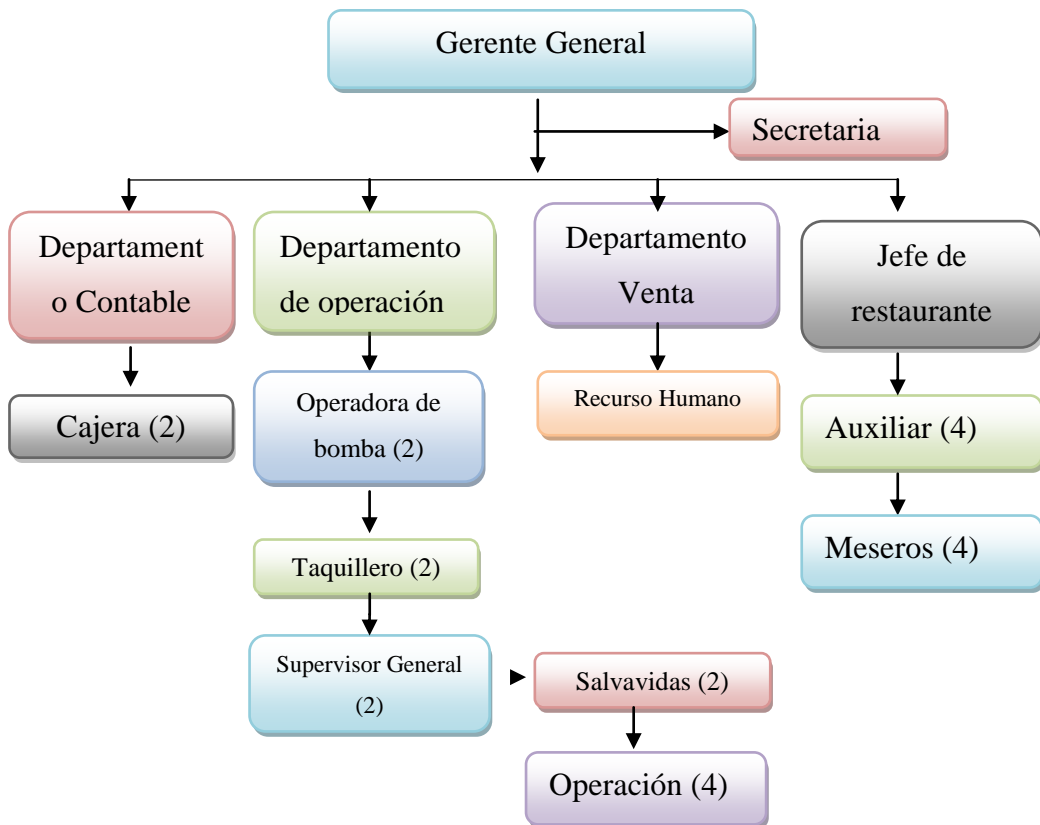 Gerente General
Secretaria
Departament
o Contable
Departamento
de operación
Departamento
Venta
Jefe de
restaurante
Cajera (2)
Operadora de
bomba (2)
Recurso Humano
Auxiliar (4)
Taquillero (2)
Meseros (4)
Supervisor General
(2)
Salvavidas (2)
Operación (4)